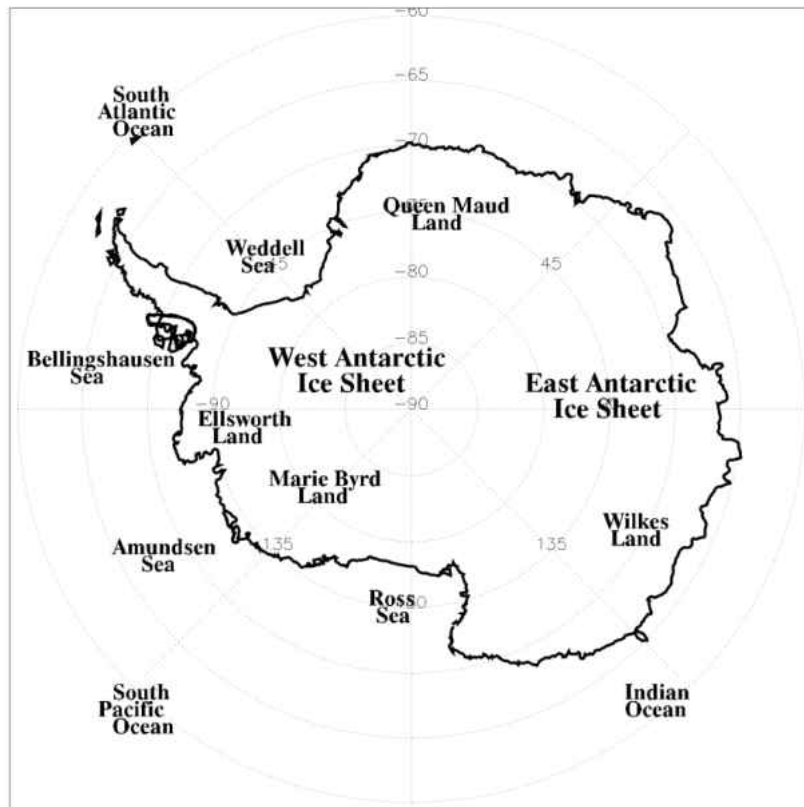 -60
-65
South
Atlantic
Ocean
-70
Queen Maud
Land
Weddell
Sea
45
45
-80
-85
Bellingshausen
Sea
West Antarctic
Ice Sheet
East Antarctic
Ice Sheet
-90
-90
Ellsworth
Land
Marie Byrd
Land
Wilkes
Land
Amundsen
Sea
135
135
Ross
Sea
South
Pacific
Ocean
Indian
Ocean